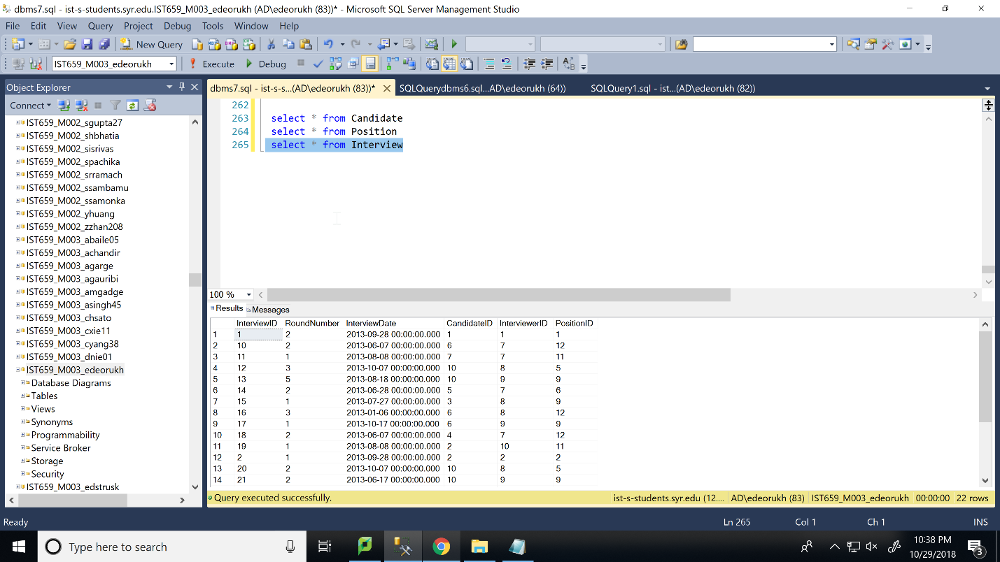 dbms7.sql - ist-s-students.syr.edu.IST659_M003_edeorukh (AD\edeorukh (83))* - Microsoft SQL Server Management Studio
File Edit View Query Project Debug Tools Window Help
New Query
IST659_M003_edeorukh Execute Debug
Object Explorer
Connect
IST659_M002_sgupta27
IST659_M002_shbhatia
IST659_M002_sisrivas
IST659_M002_spachika
IST659_M002_srramach
IST659_M002_ssambamu
IST659_M002_ssamonka
IST659_M002_yhuang
IST659_M002_zzhan208
IST659_M003_abaile05
IST659_M003_achandir
IST659_M003_agarge
IST659_M003_agauribi
IST659_M003_amgadge
IST659_M003_asingh45
IST659_M003_chsato
IST659_M003_cxie11
IST659_M003_cyang38
IST659_M003_dnie01
IST659_M003_edeorukh
Database Diagrams
Tables
Views
Synonyms
Programmability
Service Broker
Storage
Security
IST659_M003_edstrusk
dbms7.sql - ist-s-s...(AD\edeorukh (83))* SQLQuerydbms6.sql...AD\edeorukh (64)) SQLQuery1.sql - ist...(AD\edeorukh (82))
262
263 select * from Candidate
264 select * from Position
265 select * from Interview
100 %
Results Messages
InterviewID RoundNumber InterviewDate CandidateID InterviewerID PositionID
1 1 2 2013-09-28 00:00:00.000 1 1 1
2 10 2 2013-06-07 00:00:00.000 6 7 12
3 11 1 2013-08-08 00:00:00.000 7 7 11
4 12 3 2013-10-07 00:00:00.000 10 8 5
5 13 5 2013-08-18 00:00:00.000 10 9 9
6 14 2 2013-06-28 00:00:00.000 5 7 6
7 15 1 2013-07-27 00:00:00.000 3 8 9
8 16 3 2013-01-06 00:00:00.000 6 8 12
9 17 1 2013-10-17 00:00:00.000 6 9 9
10 18 2 2013-06-07 00:00:00.000 4 7 12
11 19 1 2013-08-08 00:00:00.000 2 10 11
12 2 1 2013-09-28 00:00:00.000 2 2 2
13 20 2 2013-10-07 00:00:00.000 10 8 5
14 21 2 2013-06-17 00:00:00.000 10 9 9
Query executed successfully. ist-s-students.syr.edu (12.... AD\edeorukh (83) IST659_M003_edeorukh 00:00:00 22 rows
Ready Ln 265 Col 1 Ch 1 INS
Type here to search
10:38 PM
10/29/2018
3